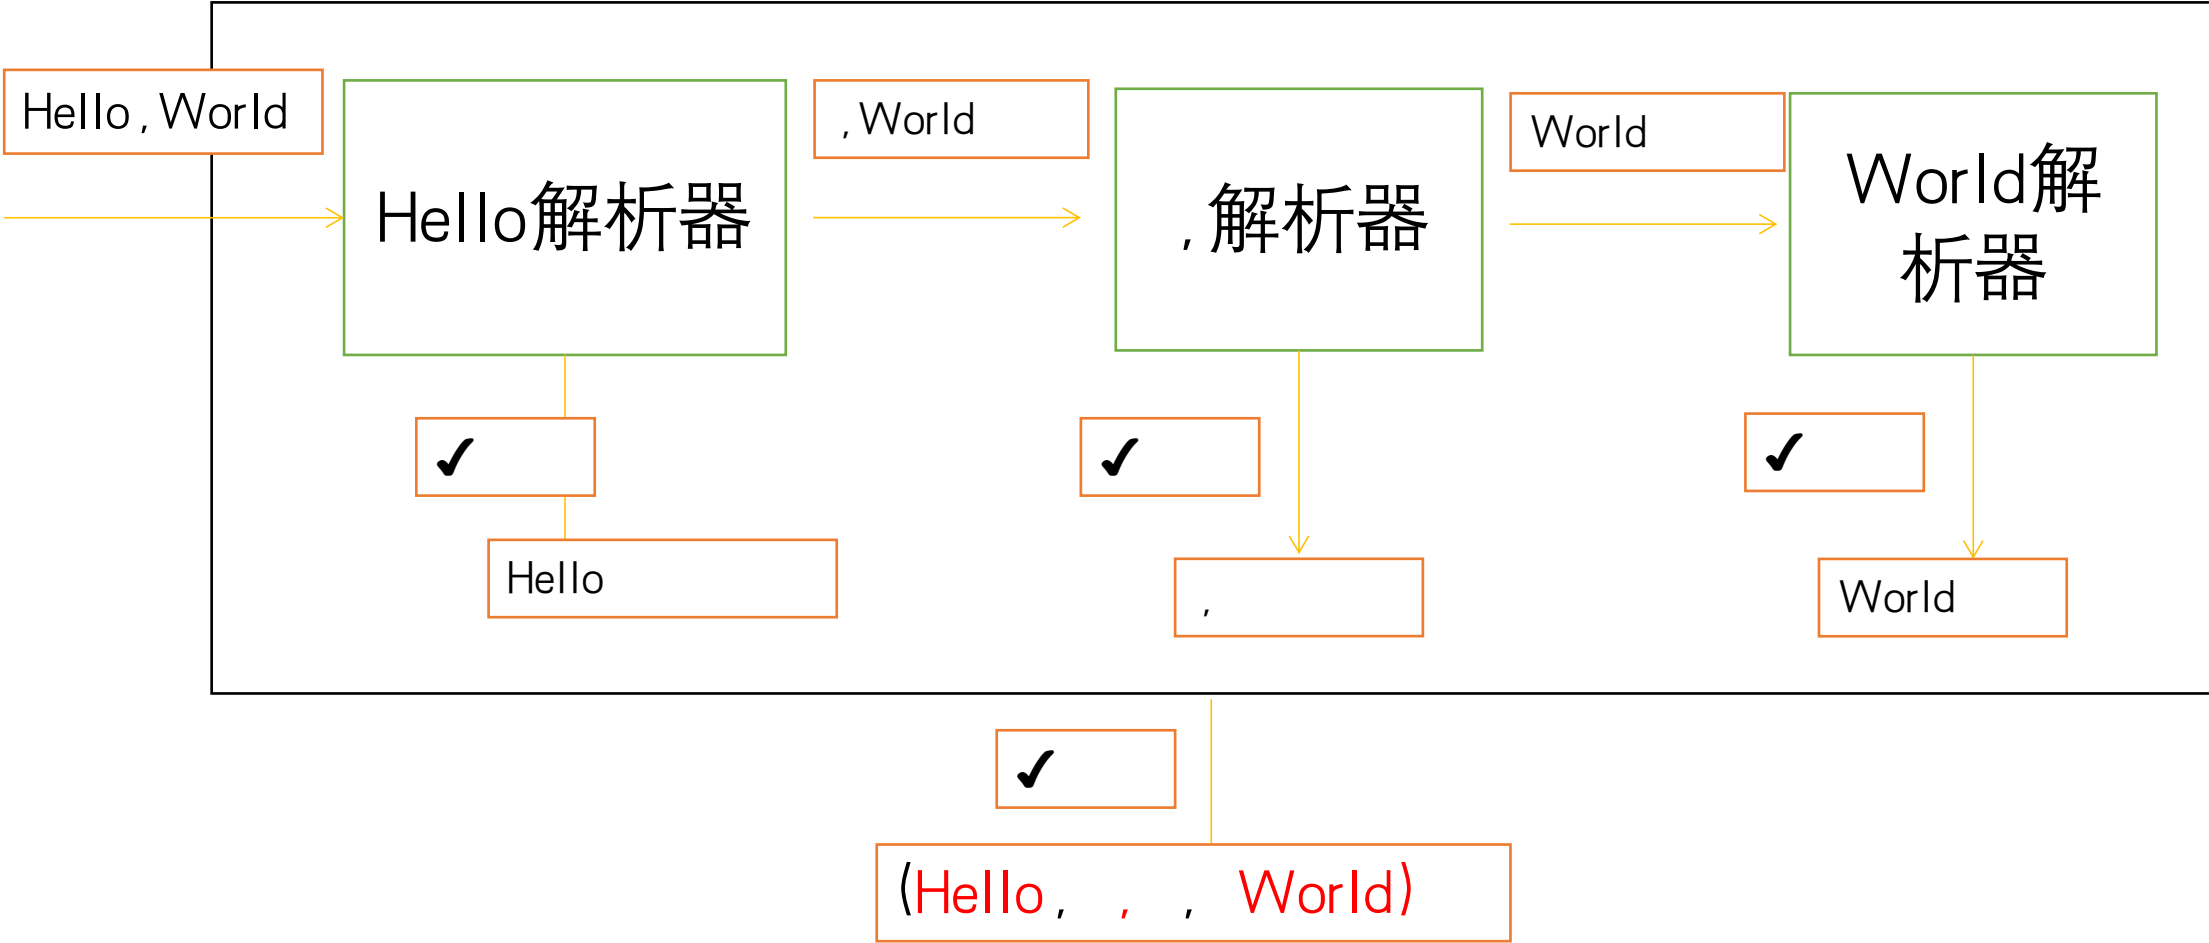 Hello,World
Hello解析器
,World
,解析器
World
World解
析器
✔
Hello
✔
,
✔
World
✔
(Hello, , , World)